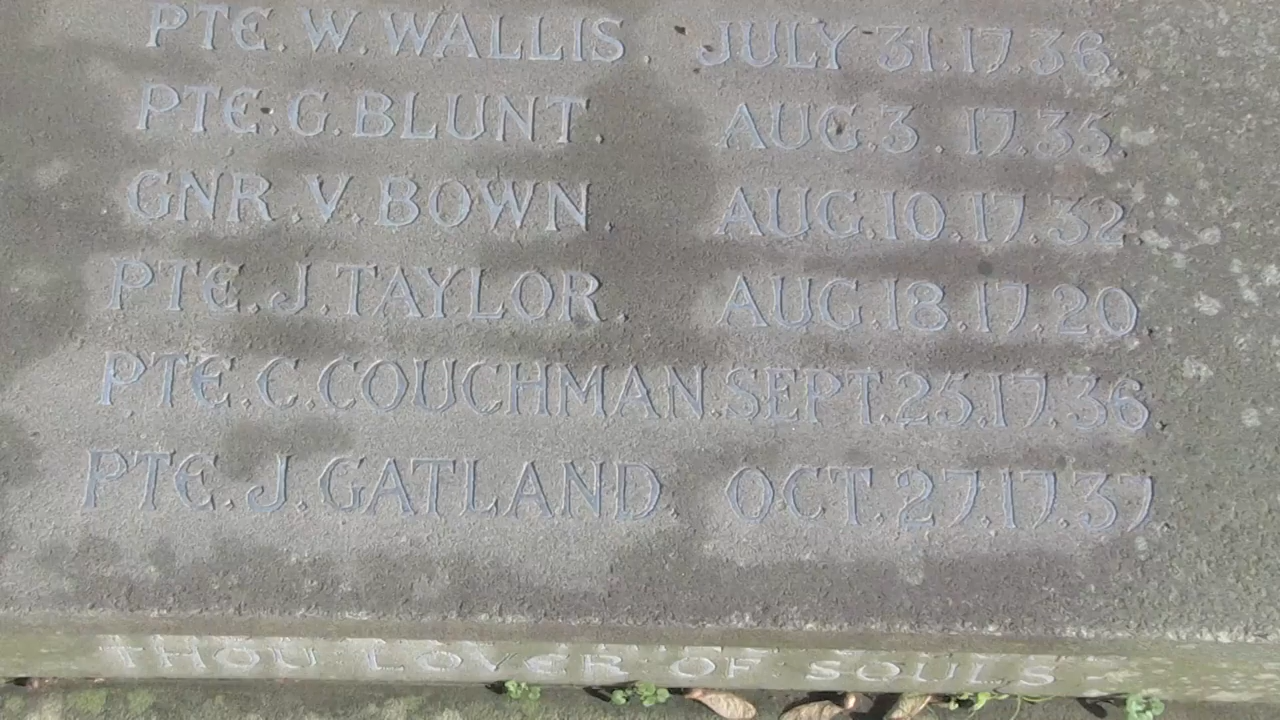 PTE. W. WALLIS. JULY 31.17.36
PTE. G. BLUNT. AUG. 3. 17.35.
GNR. V. BOWN. AUG. 10. 17. 32.
PTE. J. TAYLOR. AUG. 18. 17. 20.
PTE. C. COUCHMAN. SEPT. 25.17.36.
PTE. J. GATLAND. OCT. 27.17.37.
THOU LOVER OF SOULS